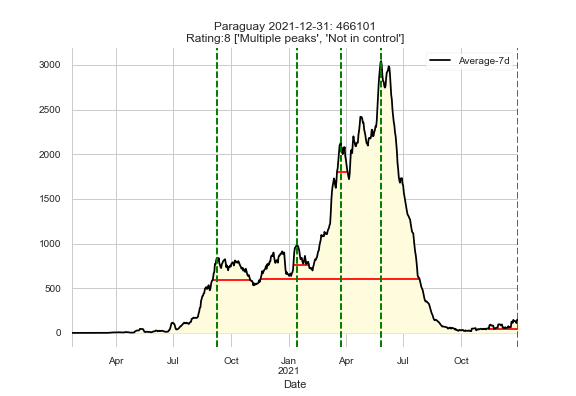 Paraguay 2021-12-31: 466101
Rating:8 ['Multiple peaks', 'Not in control']
Average-7d
3000
2500
2000
1500
1000
500
0
Apr Jul Oct Jan Apr Jul Oct
2021
Date